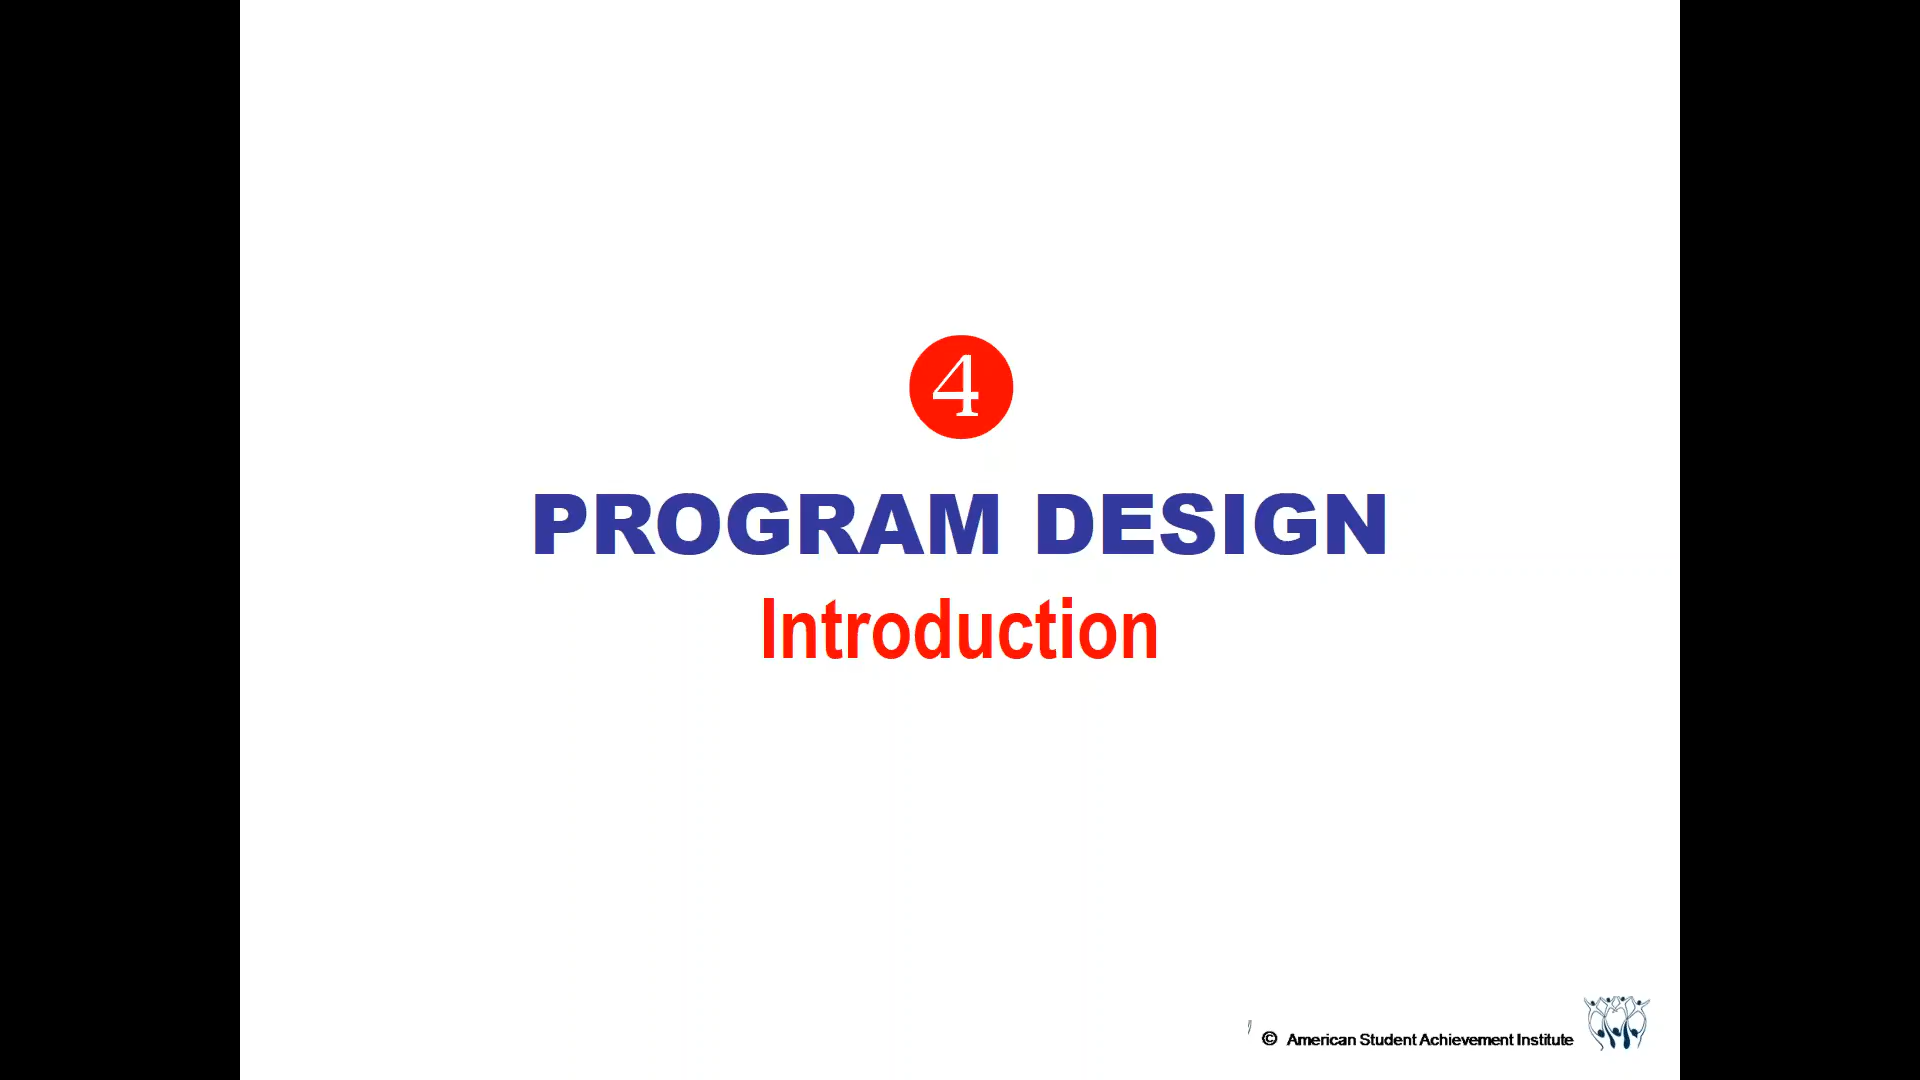 4
PROGRAM DESIGN
Introduction
© American Student Achievement Institute